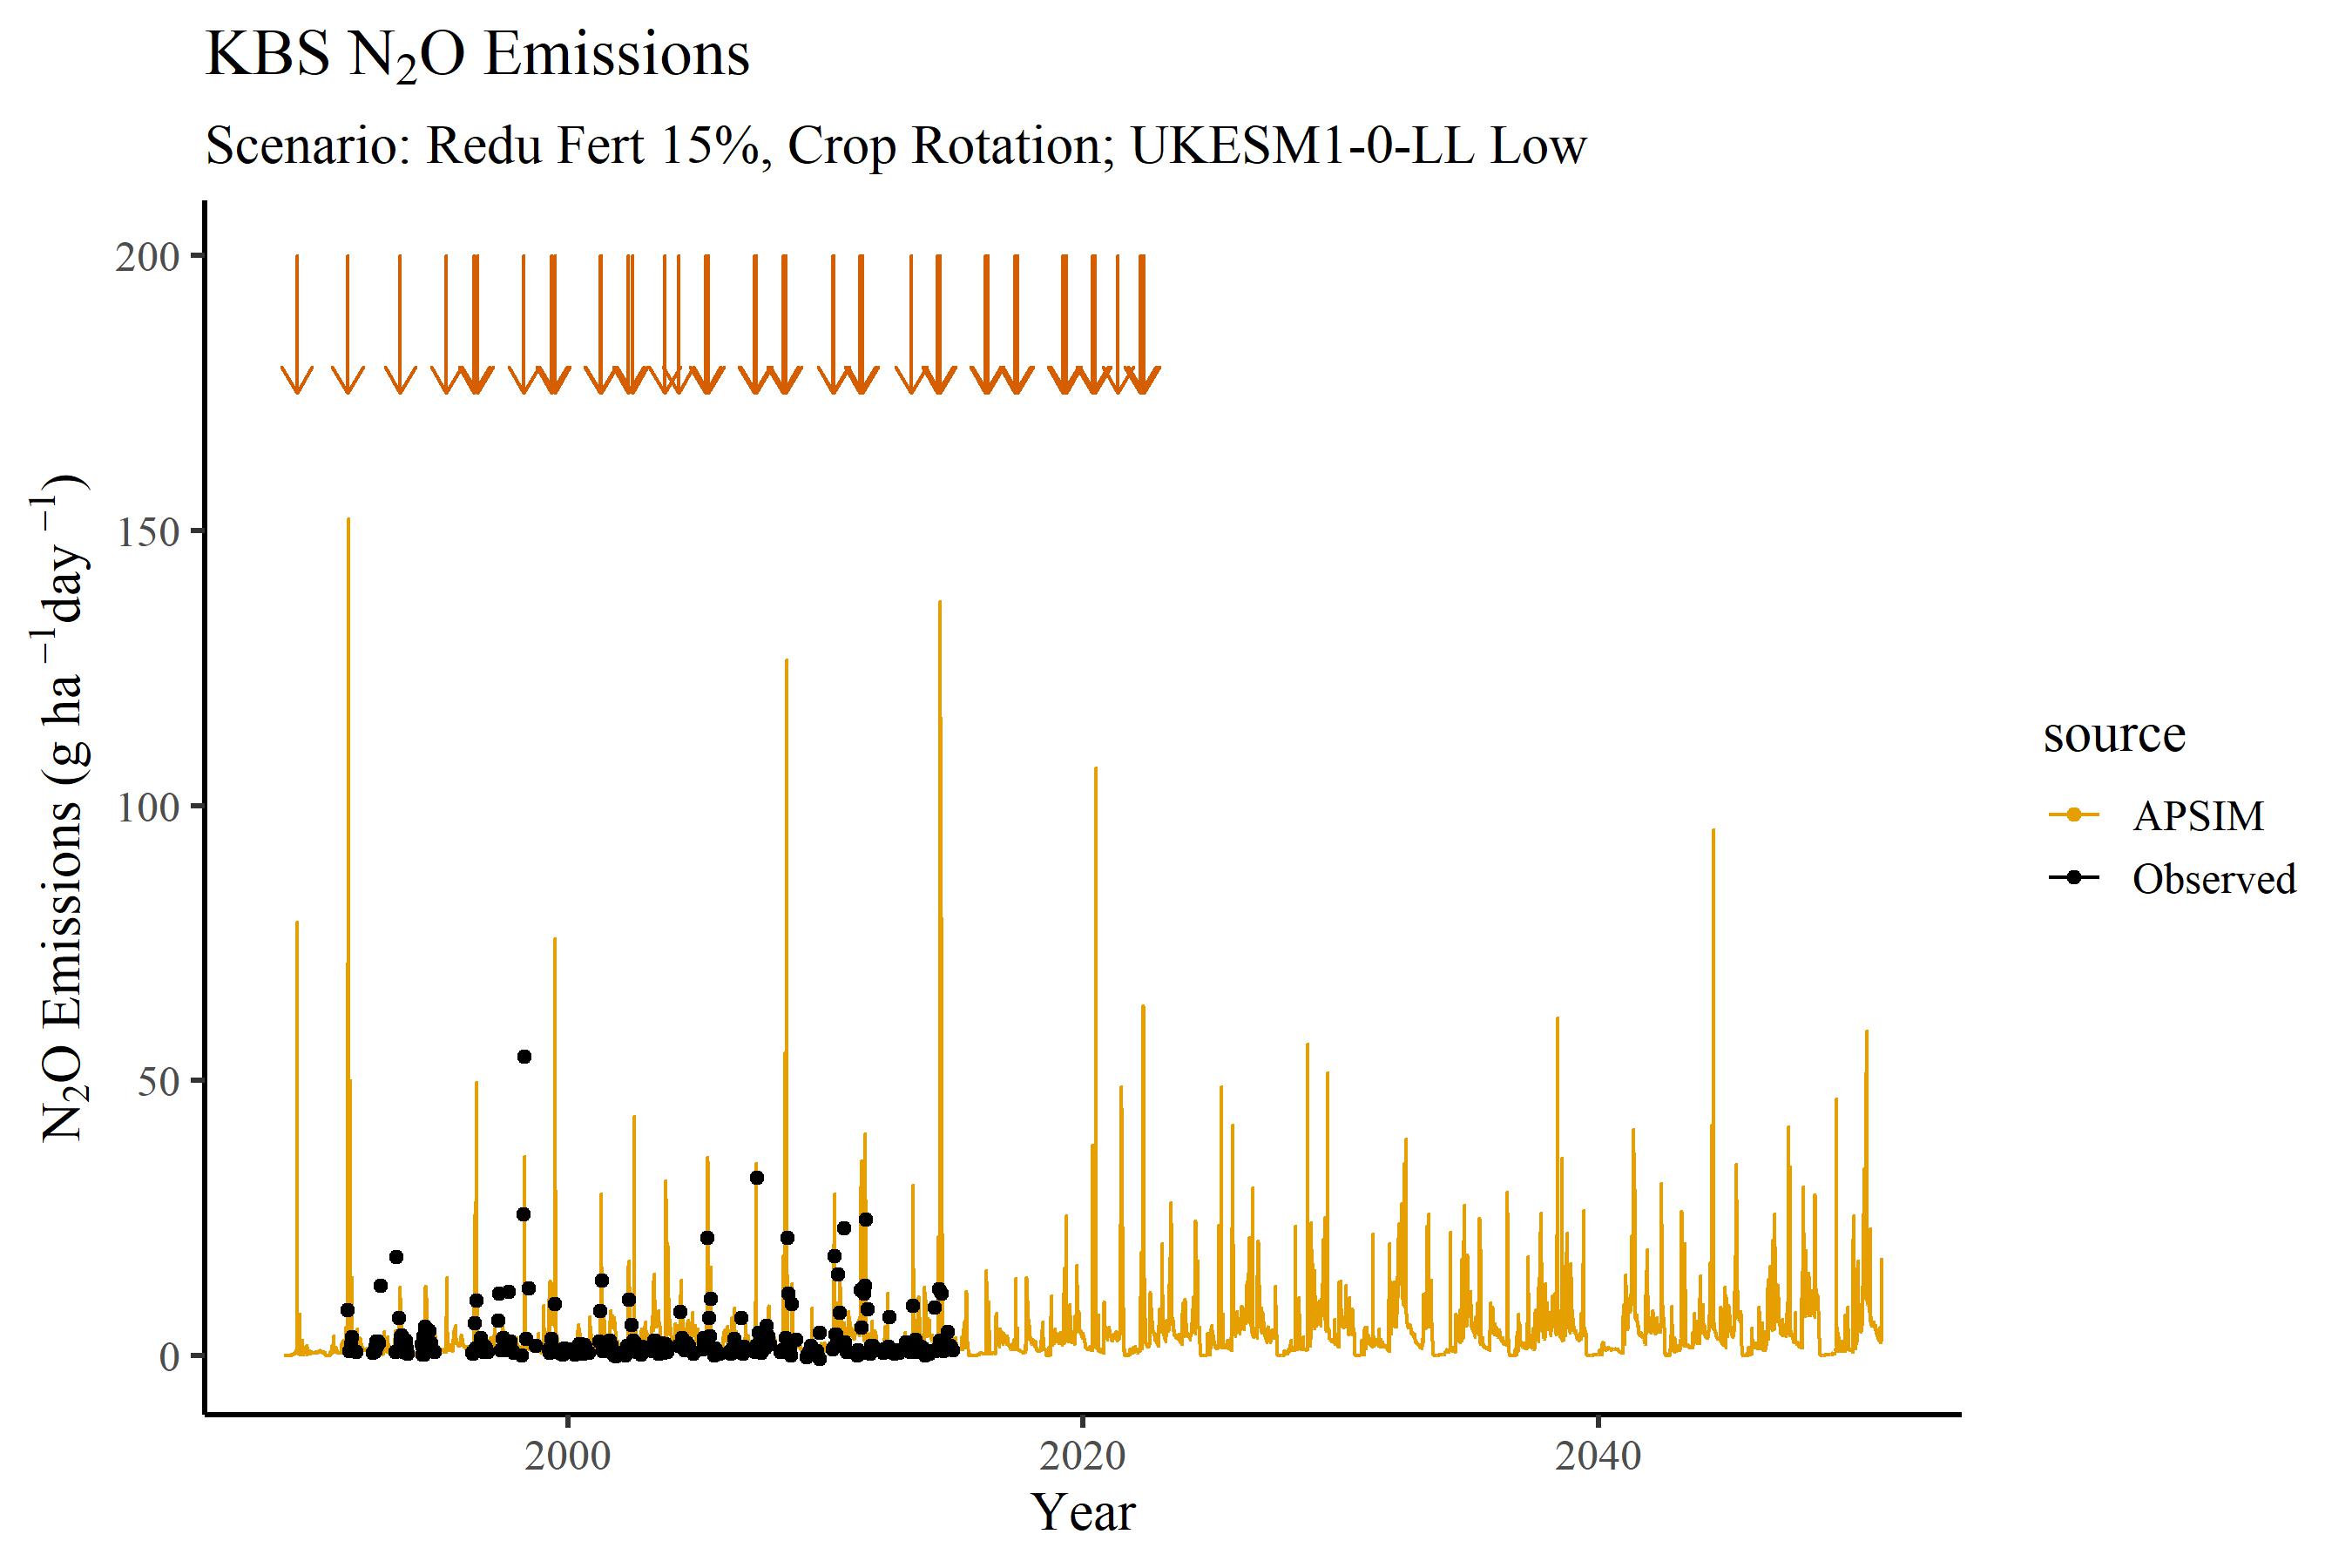 KBS N₂O Emissions
Scenario: Redu Fert 15%, Crop Rotation; UKESM1-0-LL Low
N₂O Emissions (g ha ⁻¹day ⁻¹)
200
150
100
50
0
2000 2020 2040
Year
source
APSIM
Observed